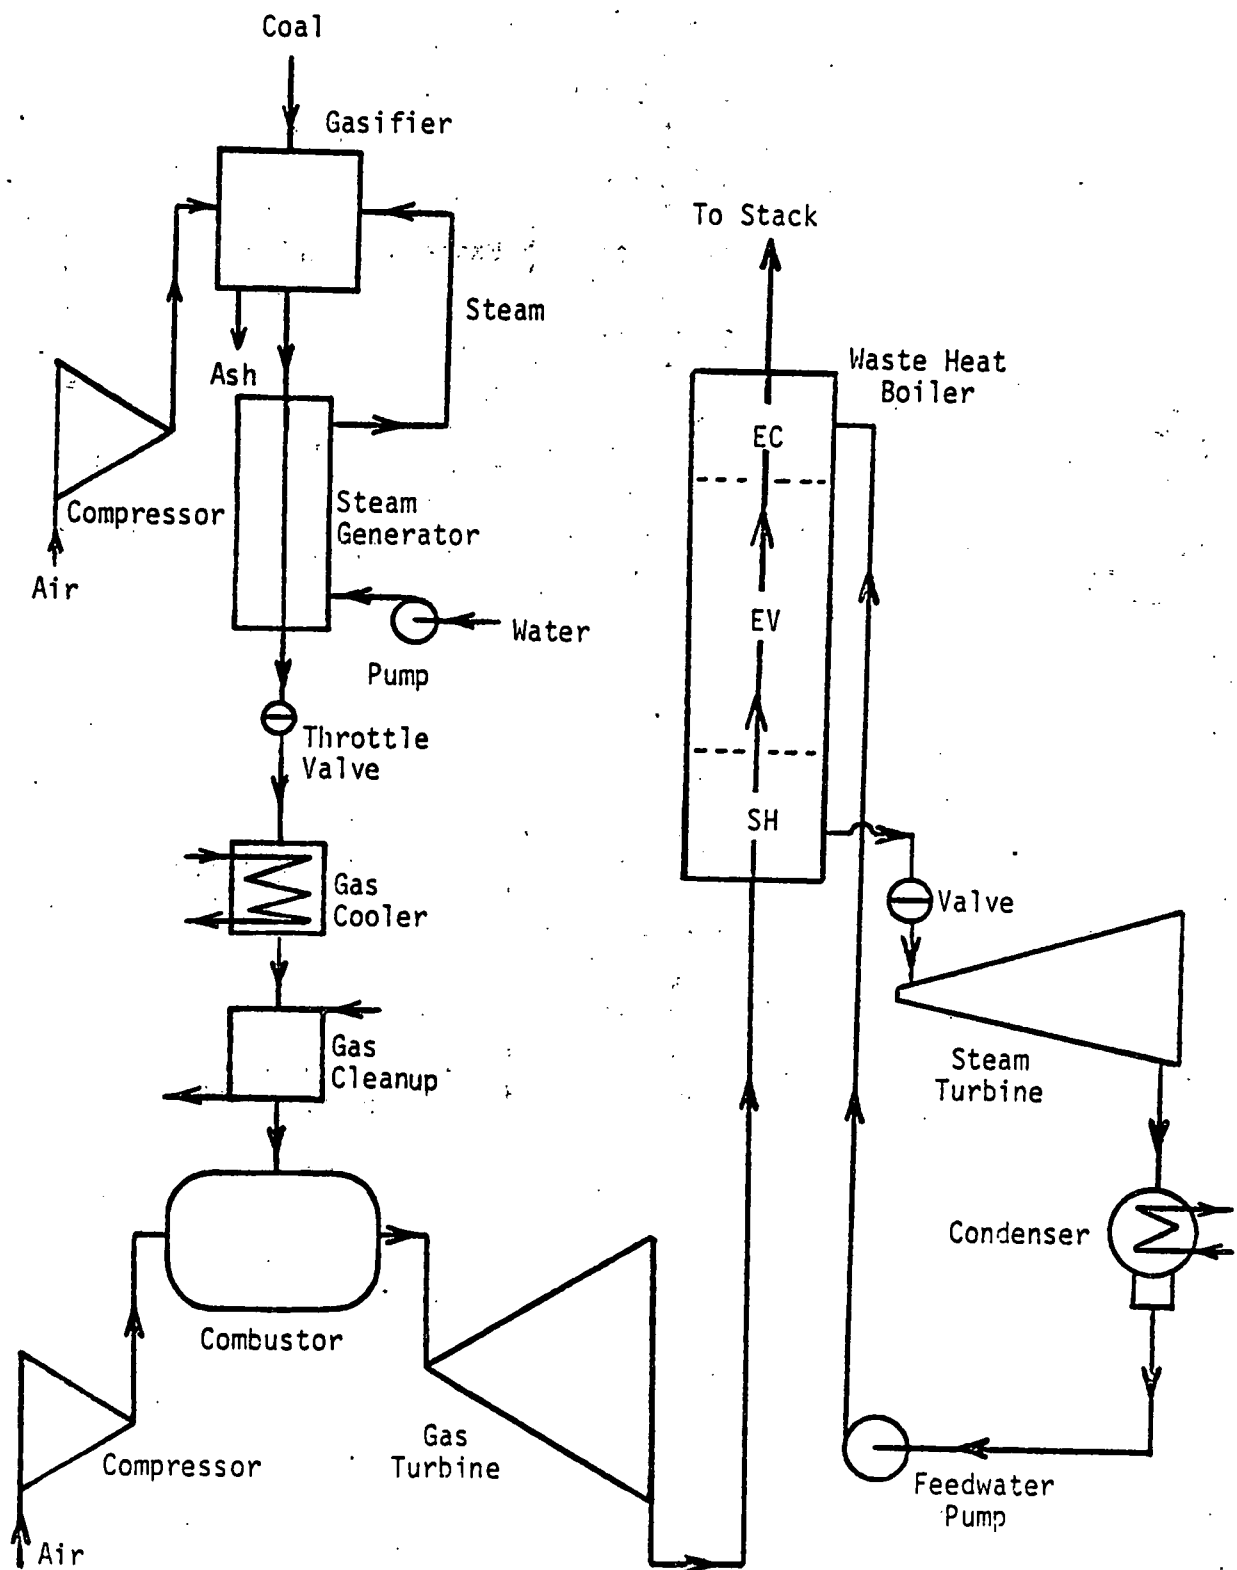 Coal
Gasifier
To Stack
Steam
Ash
Waste Heat
Boiler
EC
Compressor
Steam
Generator
Air
EV
Water
Pump
Throttle
Valve
SH
Gas
Cooler
Valve
Gas
Cleanup
Steam
Turbine
Condenser
Combustor
Compressor
Gas
Turbine
Feedwater
Pump
Air